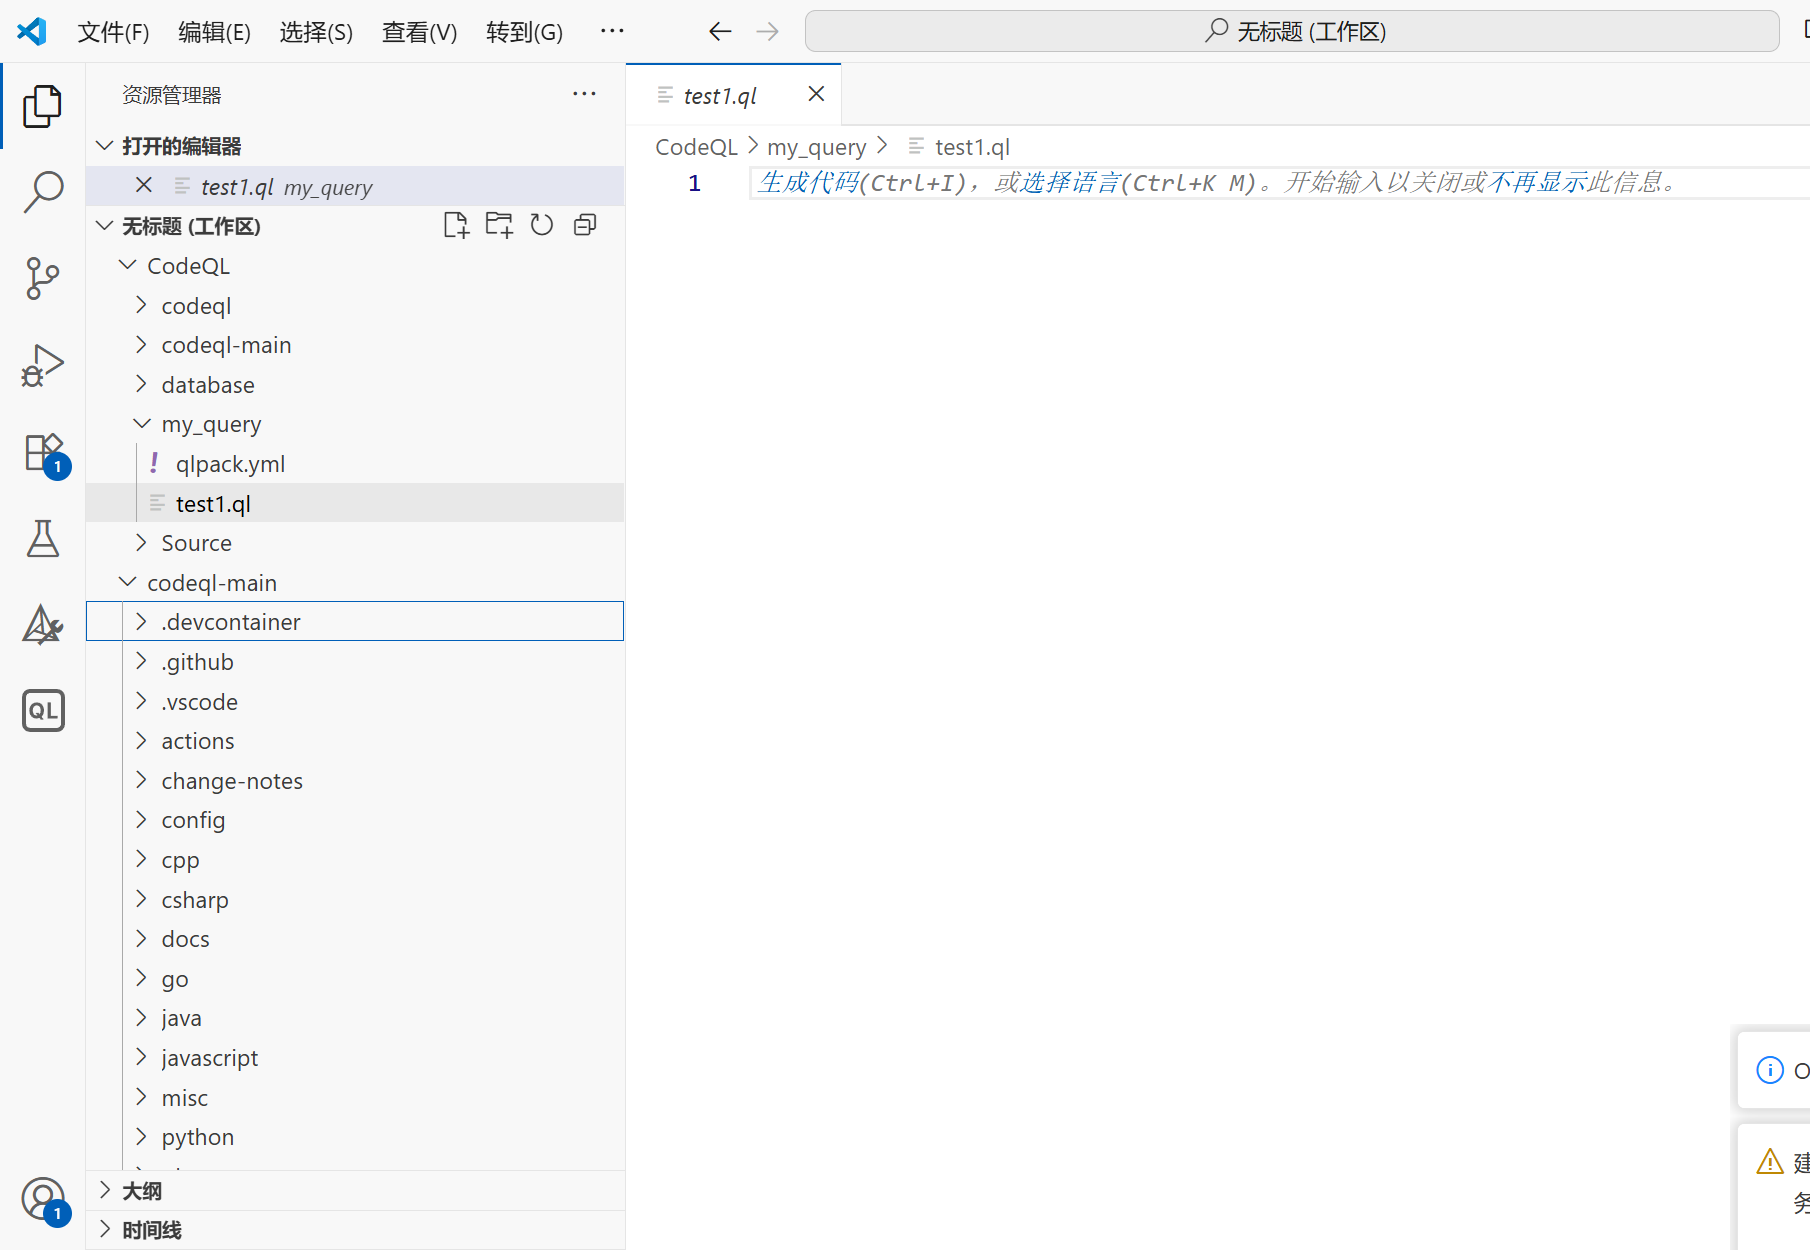 文件(F) 编辑(E) 选择(S) 查看(V) 转到(G) ··· 无标题 (工作区)
资源管理器 ···
打开的编辑器
test1.ql my_query
无标题 (工作区)
CodeQL
codeql
codeql-main
database
my_query
! qlpack.yml
test1.ql
Source
codeql-main
.devcontainer
.github
.vscode
actions
change-notes
config
cpp
csharp
docs
go
java
javascript
misc
python
大纲
时间线
1
QL
1
test1.ql
CodeQL > my_query > test1.ql
1 生成代码(Ctrl+I)，或选择语言(Ctrl+K M)。开始输入以关闭或不再显示此信息。
建
务